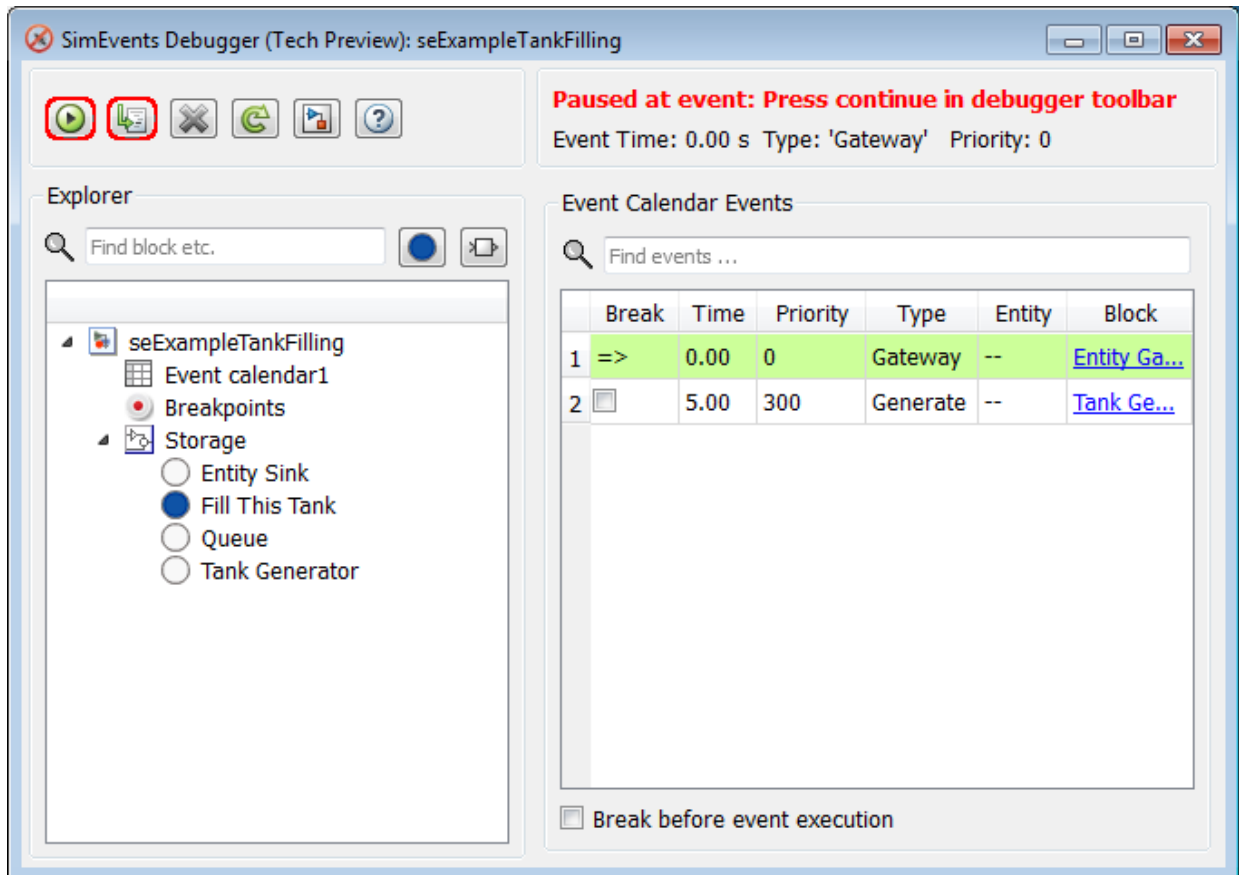 SimEvents Debugger (Tech Preview): seExampleTankFilling
Paused at event: Press continue in debugger toolbar
Event Time: 0.00 s Type: 'Gateway' Priority: 0
Explorer
Find block etc.
seExampleTankFilling
Event calendar1
Breakpoints
Storage
Entity Sink
Fill This Tank
Queue
Tank Generator
Event Calendar Events
Find events ...
Break Time Priority Type Entity Block
1 => 0.00 0 Gateway -- Entity Ga...
2 5.00 300 Generate -- Tank Ge...
Break before event execution